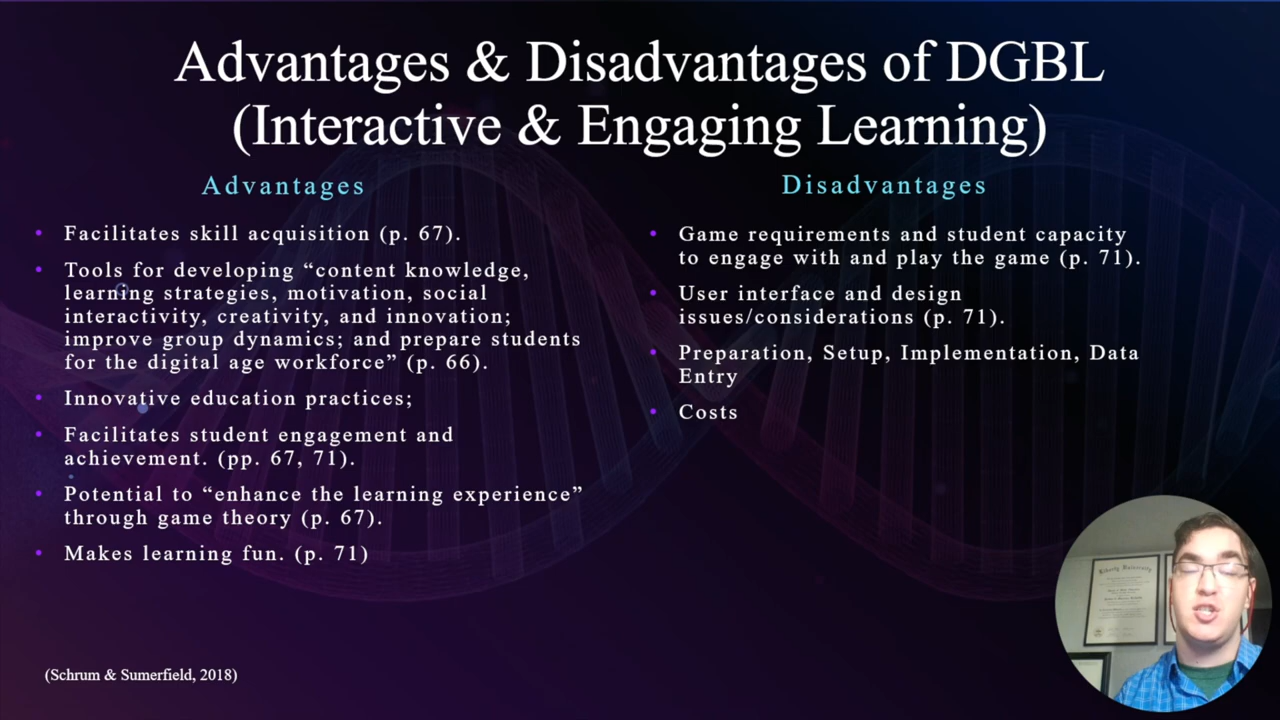 Advantages & Disadvantages of DGBL
(Interactive & Engaging Learning)
Advantages
• Facilitates skill acquisition (p. 67).
• Tools for developing “content knowledge,
learning strategies, motivation, social
interactivity, creativity, and innovation;
improve group dynamics; and prepare students
for the digital age workforce” (p. 66).
• Innovative education practices;
• Facilitates student engagement and
achievement. (pp. 67, 71).
• Potential to “enhance the learning experience”
through game theory (p. 67).
• Makes learning fun. (p. 71)
Disadvantages
• Game requirements and student capacity
to engage with and play the game (p. 71).
• User interface and design
issues/considerations (p. 71).
• Preparation, Setup, Implementation, Data
Entry
• Costs
(Schrum & Sumerfield, 2018)
Liberty University